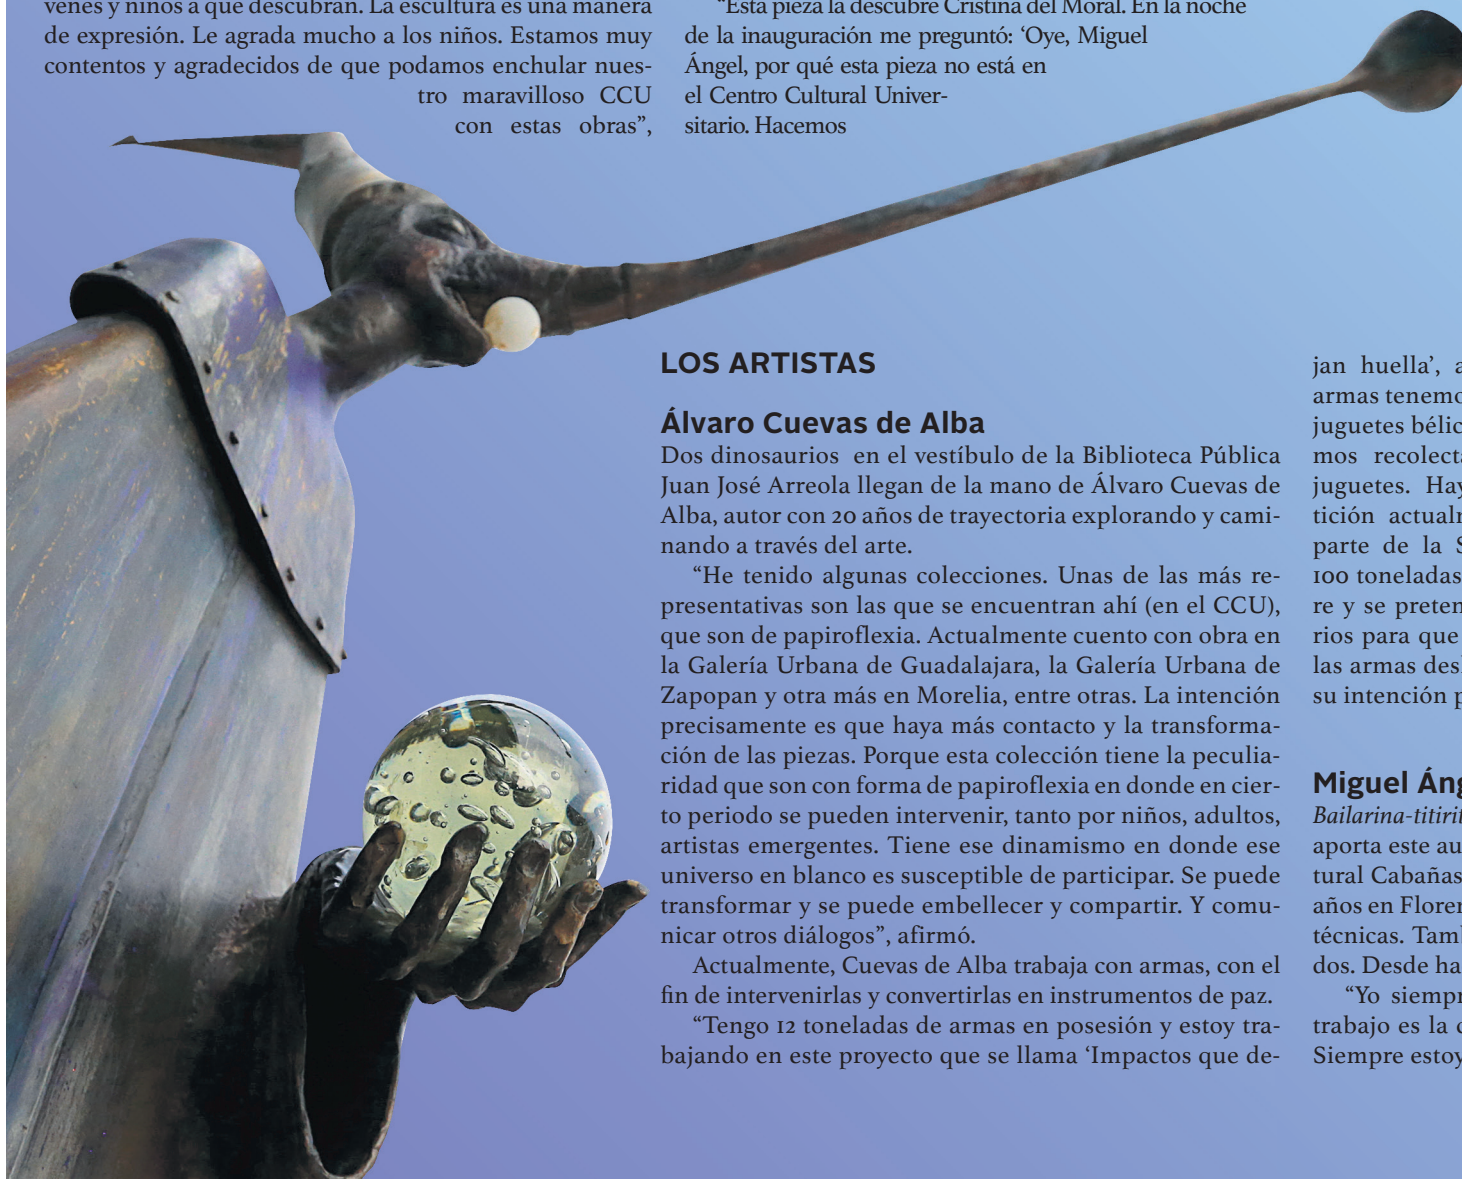 venes y niños a que descubran. La escultura es una manera
de expresión. Le agrada mucho a los niños. Estamos muy
contentos y agradecidos de que podamos enchular nues-
tro maravilloso CCU
con estas obras”,
“Esta pieza la descubre Cristina del Moral. En la noche
de la inauguración me preguntó: ‘Oye, Miguel
Ángel, por qué esta pieza no está en
el Centro Cultural Univer-
sitario. Hacemos
LOS ARTISTAS
Álvaro Cuevas de Alba
Dos dinosaurios en el vestíbulo de la Biblioteca Pública
Juan José Arreola llegan de la mano de Álvaro Cuevas de
Alba, autor con 20 años de trayectoria explorando y cami-
nando a través del arte.
“He tenido algunas colecciones. Unas de las más re-
presentativas son las que se encuentran ahí (en el CCU),
que son de papiroflexia. Actualmente cuento con obra en
la Galería Urbana de Guadalajara, la Galería Urbana de
Zapopan y otra más en Morelia, entre otras. La intención
precisamente es que haya más contacto y la transforma-
ción de las piezas. Porque esta colección tiene la peculia-
ridad que son con forma de papiroflexia en donde en cier-
to periodo se pueden intervenir, tanto por niños, adultos,
artistas emergentes. Tiene ese dinamismo en donde ese
universo en blanco es susceptible de participar. Se puede
transformar y se puede embellecer y compartir. Y comu-
nicar otros diálogos”, afirmó.
Actualmente, Cuevas de Alba trabaja con armas, con el
fin de intervenirlas y convertirlas en instrumentos de paz.
“Tengo 12 toneladas de armas en posesión y estoy tra-
bajando en este proyecto que se llama ‘Impactos que de-
jan huella’, a
armas tenemo
juguetes bélic
mos recolecta
juguetes. Hay
tición actualm
parte de la S
100 toneladas
re y se preten
rios para que
las armas des
su intención p
Miguel Áng
Bailarina-titirit
aporta este au
tural Cabañas
años en Floren
técnicas. Tam
dos. Desde ha
“Yo siempr
trabajo es la c
Siempre estoy